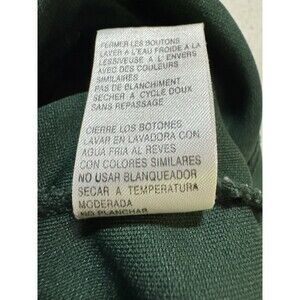 FERMER LES BOUTONS
LAVER A L'EAU FROIDE A LA
LESSIVEUSE A L' ENVERS
AVEC DES COULEURS
SIMILAIRES
PAS DE BLANCHIMENT
SECHER A CYCLE DOUX
SANS REPASSAGE
CIERRE LOS BOTONES.
LAVAR EN LAVADORA CON
AGUA FRIA AL REVES
CON COLORES SIMILARES
NO USAR BLANQUEADOR
SECAR A TEMPERATURA
MODERADA
NO PLANCHAR